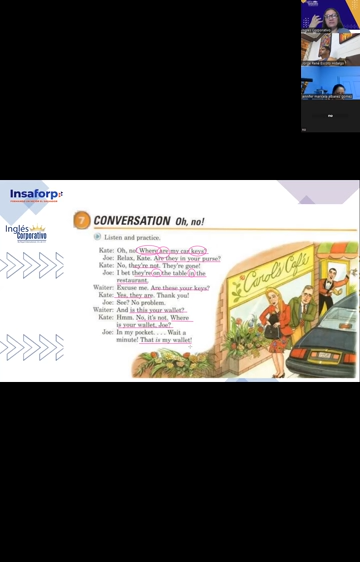 Insaforp
Inglés
Corporativo
7 CONVERSATION Oh, no!
Listen and practice.
Kate: Oh, no! Where are my car keys?
Joe: Relax, Kate. Are they in your purse?
Kate: No, they're not. They're gone!
Joe: I bet they're on the table in the
restaurant.
Waiter: Excuse me. Are these your keys?
Kate: Yes, they are. Thank you!
Joe: See? No problem.
Waiter: And is this your wallet?
Kate: Hmm. No, it's not. Where
is your wallet, Joe?
Joe: In my pocket. . . . Wait a
minute! That is my wallet!
Carol's Café